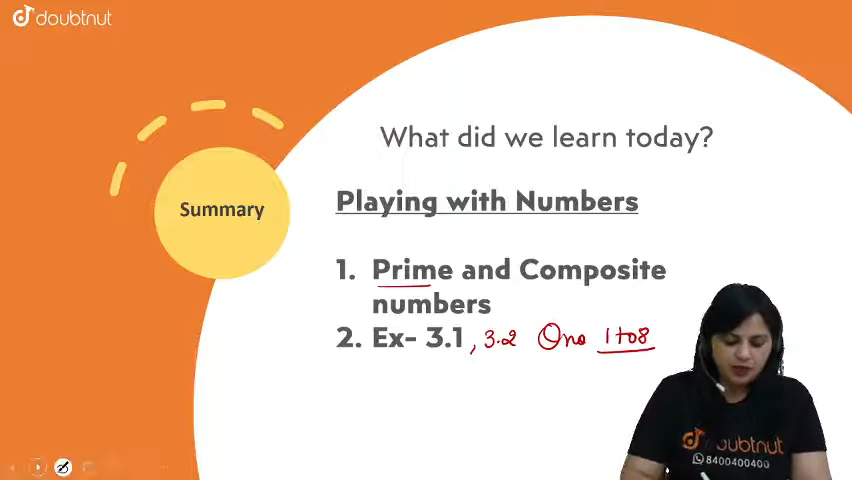 doubtnut
What did we learn today?
Summary
Playing with Numbers
1. Prime and Composite
numbers
2. Ex- 3.1, 3.2 Qno 1 to 8
doubtnut
8400400400